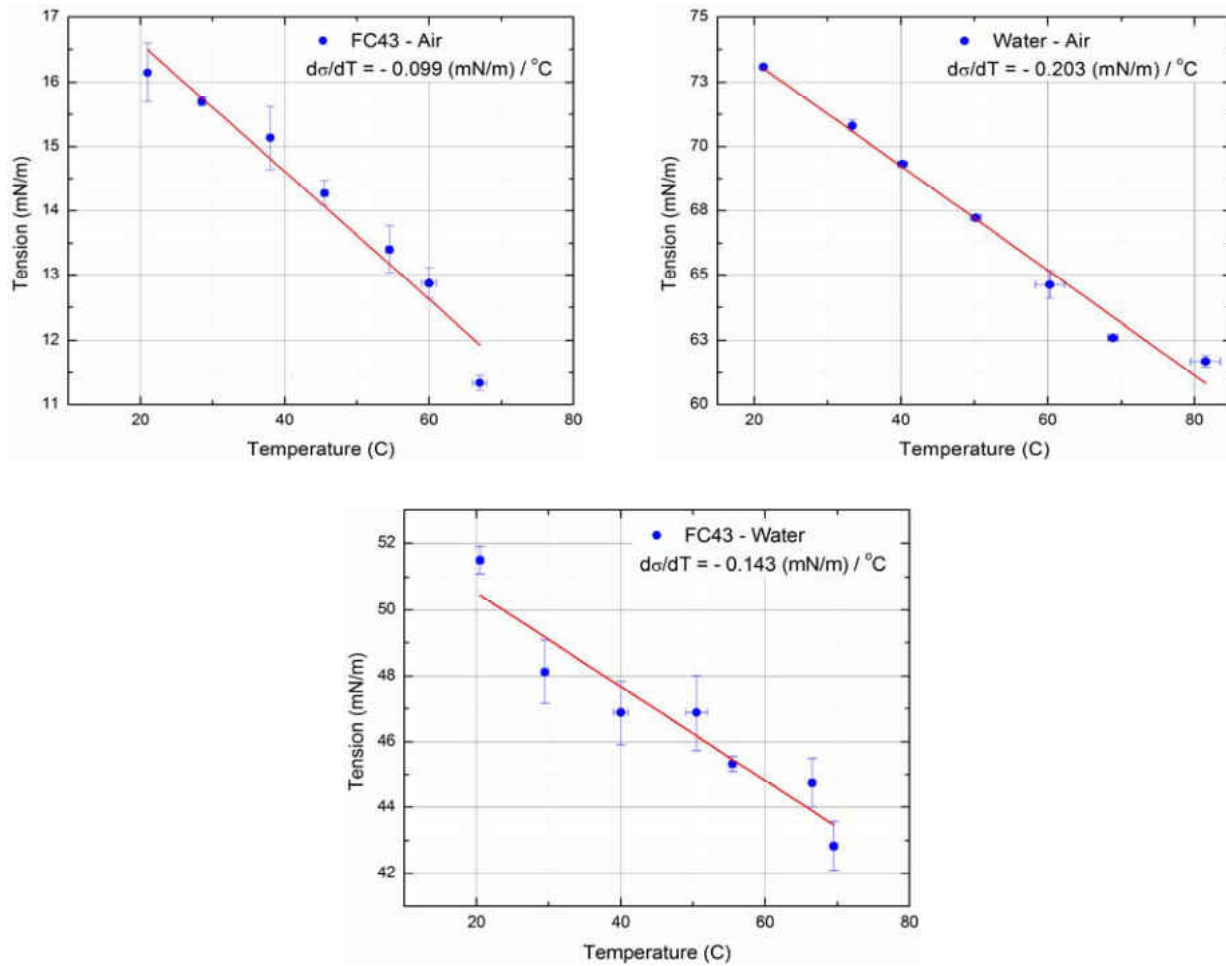 17
16
15
14
13
12
11
Tension (mN/m)
FC43 - Air
dσ/dT = - 0.099 (mN/m) / °C
20
40
60
80
Temperature (C)
75
73
70
68
65
63
60
Tension (mN/m)
Water - Air
dσ/dT = - 0.203 (mN/m) / °C
20
40
60
80
Temperature (C)
52
50
48
46
44
42
Tension (mN/m)
FC43 - Water
dσ/dT = - 0.143 (mN/m) / °C
20
40
60
80
Temperature (C)